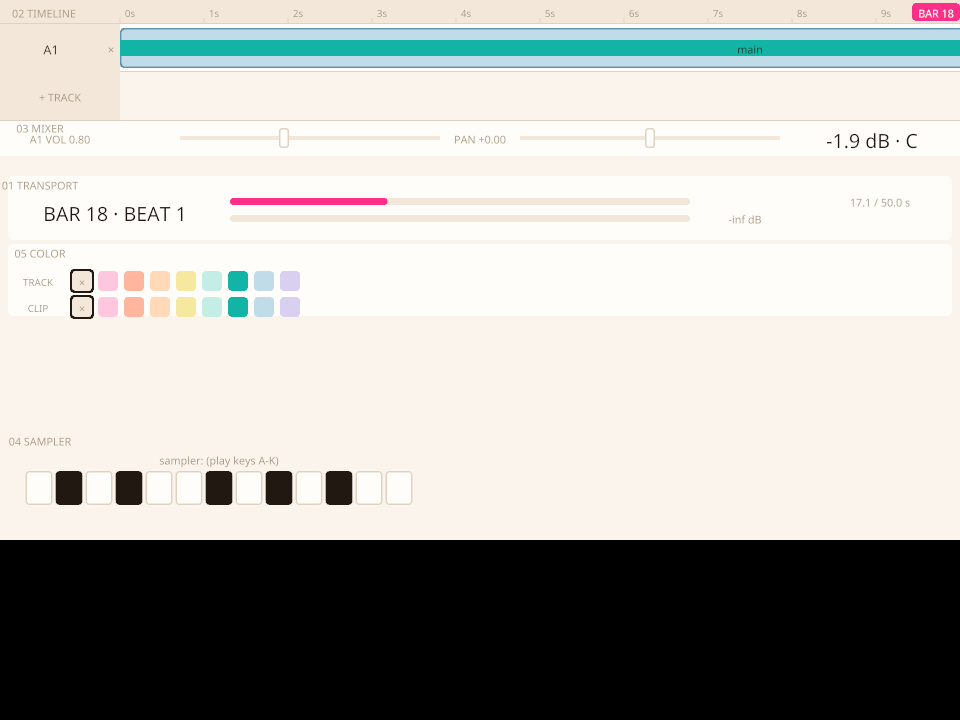 02 TIMELINE 0s 1s 2s 3s 4s 5s 6s 7s 8s 9s BAR 18
A1 × main
+ TRACK
03 MIXER
A1 VOL 0.80 PAN +0.00 -1.9 dB · C
01 TRANSPORT
BAR 18 · BEAT 1 17.1 / 50.0 s
-inf dB
05 COLOR
TRACK ×
CLIP ×
04 SAMPLER
sampler: (play keys A-K)